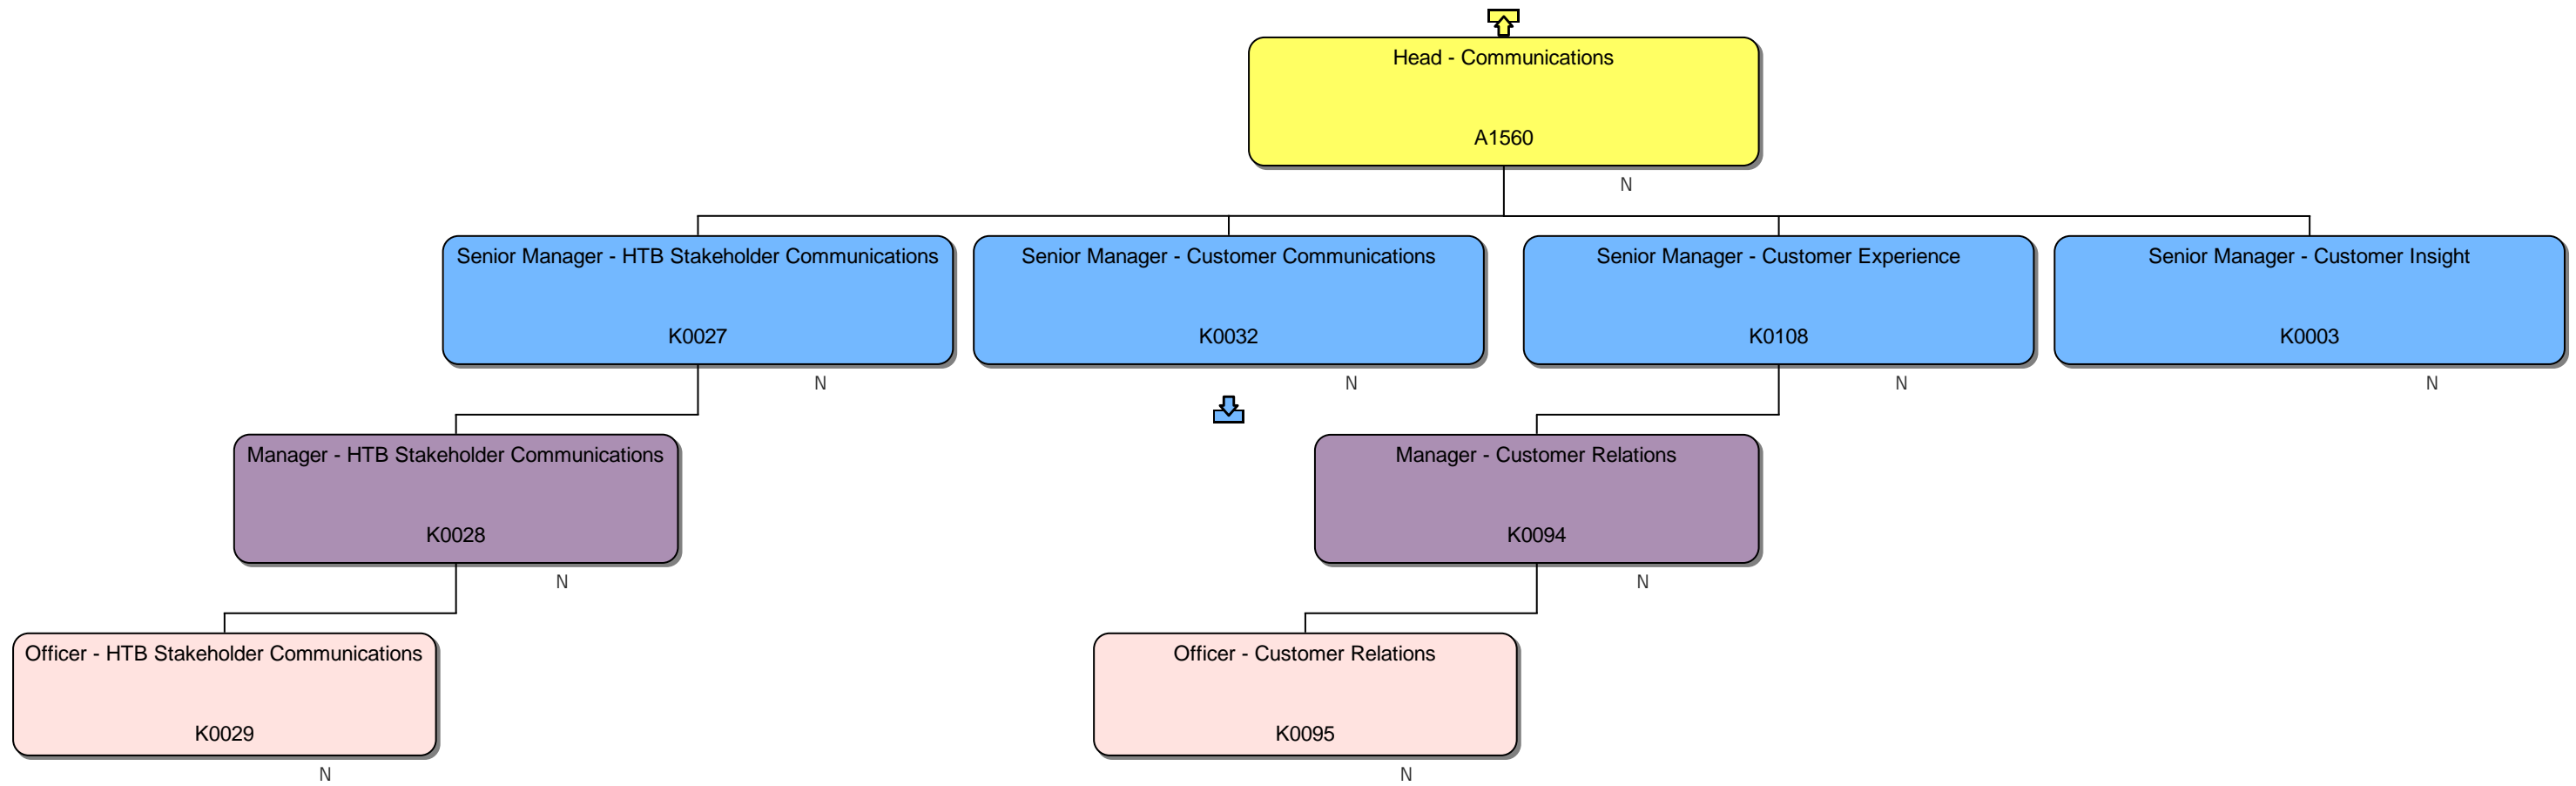 Head - Communications
A1560
N
Senior Manager - HTB Stakeholder Communications
K0027
N
Senior Manager - Customer Communications
K0032
N
Senior Manager - Customer Experience
K0108
N
Senior Manager - Customer Insight
K0003
N
Manager - HTB Stakeholder Communications
K0028
N
Manager - Customer Relations
K0094
N
Officer - HTB Stakeholder Communications
K0029
N
Officer - Customer Relations
K0095
N